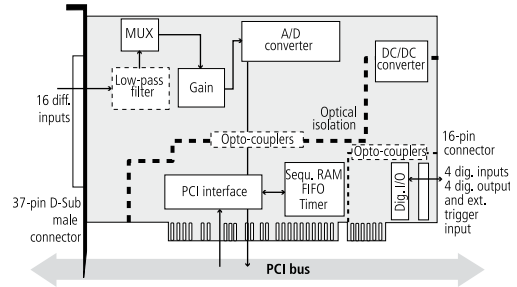 MUX
A/D
converter
DC/DC
converter
Low-pass
filter
Gain
16 diff.
inputs
Optical
isolation
16-pin
connector
Opto-couplers
Opto-couplers
PCI interface
Sequ. RAM
FIFO
Timer
Dig. I/O
4 dig. inputs
4 dig. output
and ext.
trigger
input
37-pin D-Sub
male
connector
PCI bus